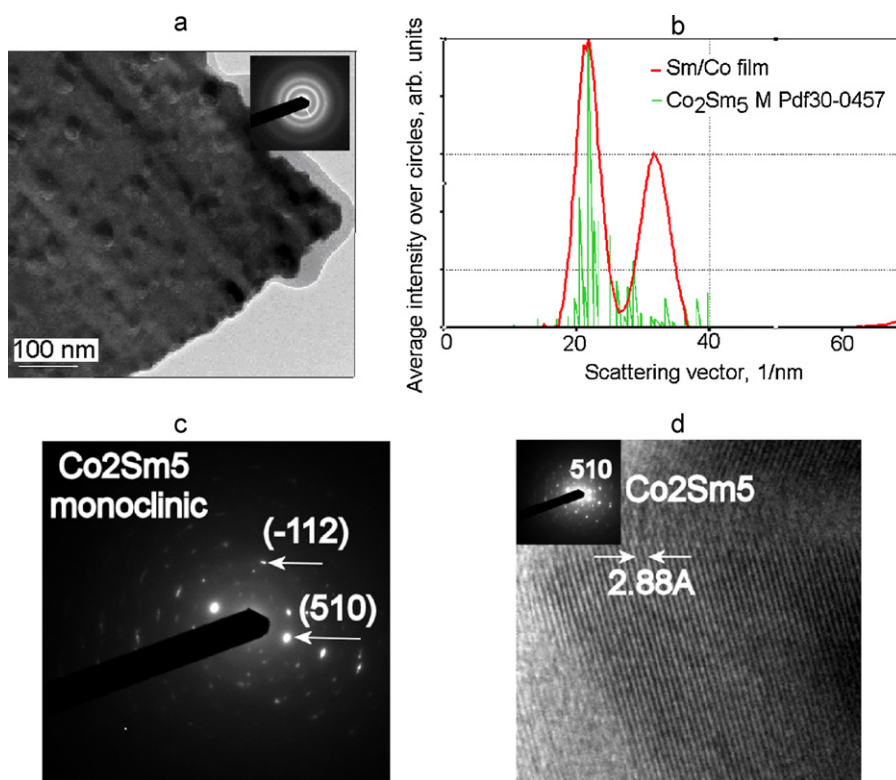 a
100 nm
b
Average intensity over circles, arb. units
Sm/Co film
Co2Sm5 M Pdf30-0457
0
20
40
60
Scattering vector, 1/nm
c
Co2Sm5
monoclinic
(-112)
(510)
d
510
Co2Sm5
2.88A